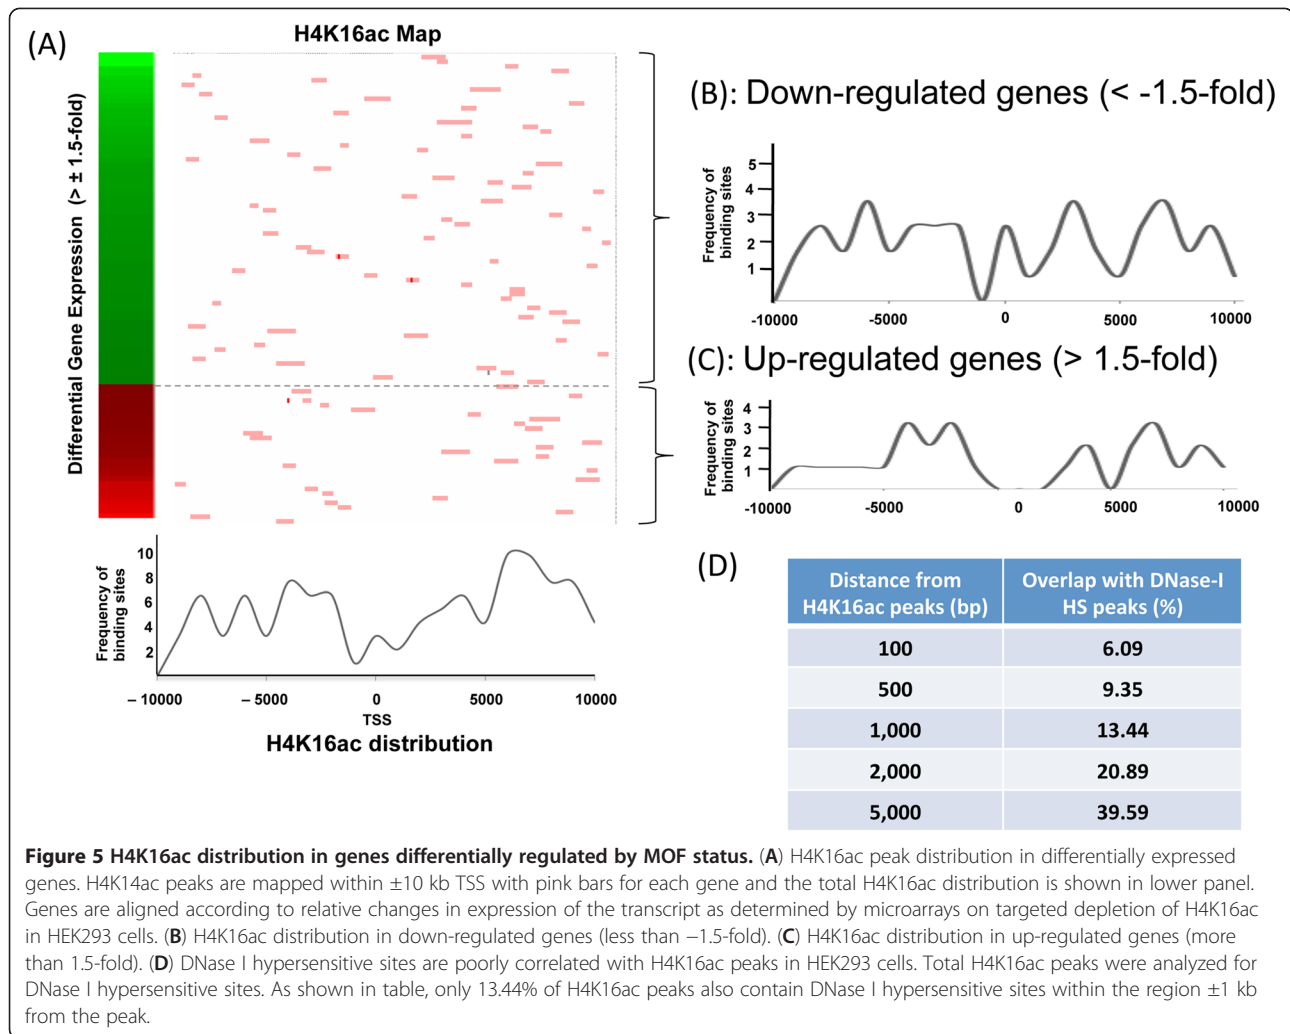 (A)
H4K16ac Map
Differential Gene Expression (> ± 1.5-fold)
Frequency of
binding sites
10
8
6
4
2
– 10000
– 5000
0
5000
10000
TSS
H4K16ac distribution
(B): Down-regulated genes (< -1.5-fold)
Frequency of
binding sites
5
4
3
2
1
-10000
-5000
0
5000
10000
(C): Up-regulated genes (> 1.5-fold)
Frequency of
binding sites
4
3
2
1
-10000
-5000
0
5000
10000
(D)
Distance from H4K16ac peaks (bp) Overlap with DNase-I HS peaks (%)
100 6.09
500 9.35
1,000 13.44
2,000 20.89
5,000 39.59
Figure 5 H4K16ac distribution in genes differentially regulated by MOF status. (A) H4K16ac peak distribution in differentially expressed
genes. H4K14ac peaks are mapped within ±10 kb TSS with pink bars for each gene and the total H4K16ac distribution is shown in lower panel.
Genes are aligned according to relative changes in expression of the transcript as determined by microarrays on targeted depletion of H4K16ac
in HEK293 cells. (B) H4K16ac distribution in down-regulated genes (less than −1.5-fold). (C) H4K16ac distribution in up-regulated genes (more
than 1.5-fold). (D) DNase I hypersensitive sites are poorly correlated with H4K16ac peaks in HEK293 cells. Total H4K16ac peaks were analyzed for
DNase I hypersensitive sites. As shown in table, only 13.44% of H4K16ac peaks also contain DNase I hypersensitive sites within the region ±1 kb
from the peak.